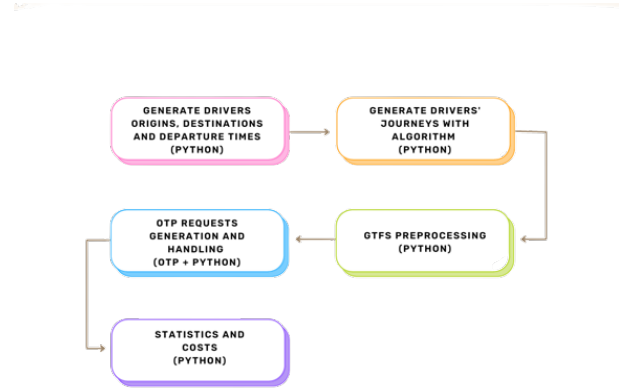 GENERATE DRIVERS
ORIGINS, DESTINATIONS
AND DEPARTURE TIMES
(PYTHON)
GENERATE DRIVERS'
JOURNEYS WITH
ALGORITHM
(PYTHON)
GTFS PREPROCESSING
(PYTHON)
OTP REQUESTS
GENERATION AND
HANDLING
(OTP + PYTHON)
STATISTICS AND
COSTS
(PYTHON)